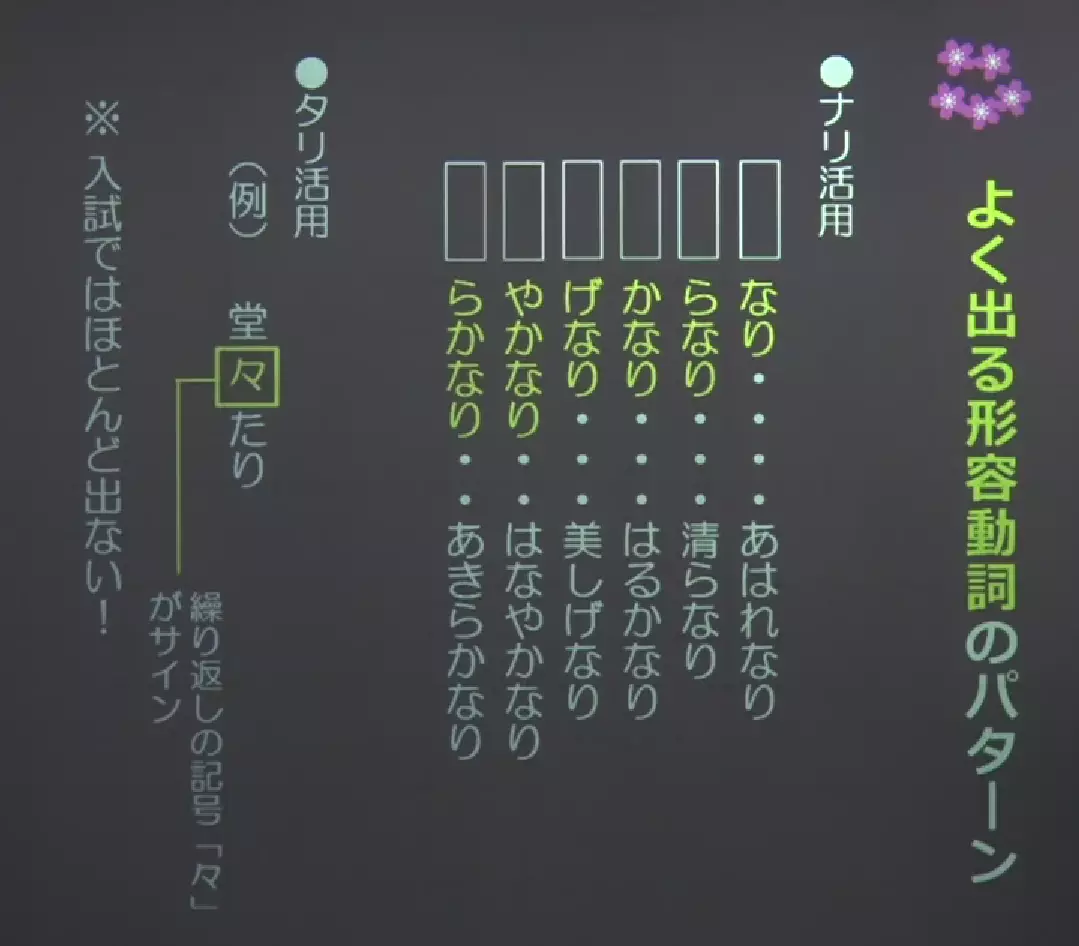 よく出る形容動詞のパターン
●ナリ活用
なり・・・・あはれなり
らなり・・・清らなり
かなり・・・はるかなり
げなり・・・美しげなり
やかなり・・はなやかなり
らかなり・・あきらかなり
●タリ活用
（例） 堂々たり
繰り返しの記号「々」
がサイン
※ 入試ではほとんど出ない！